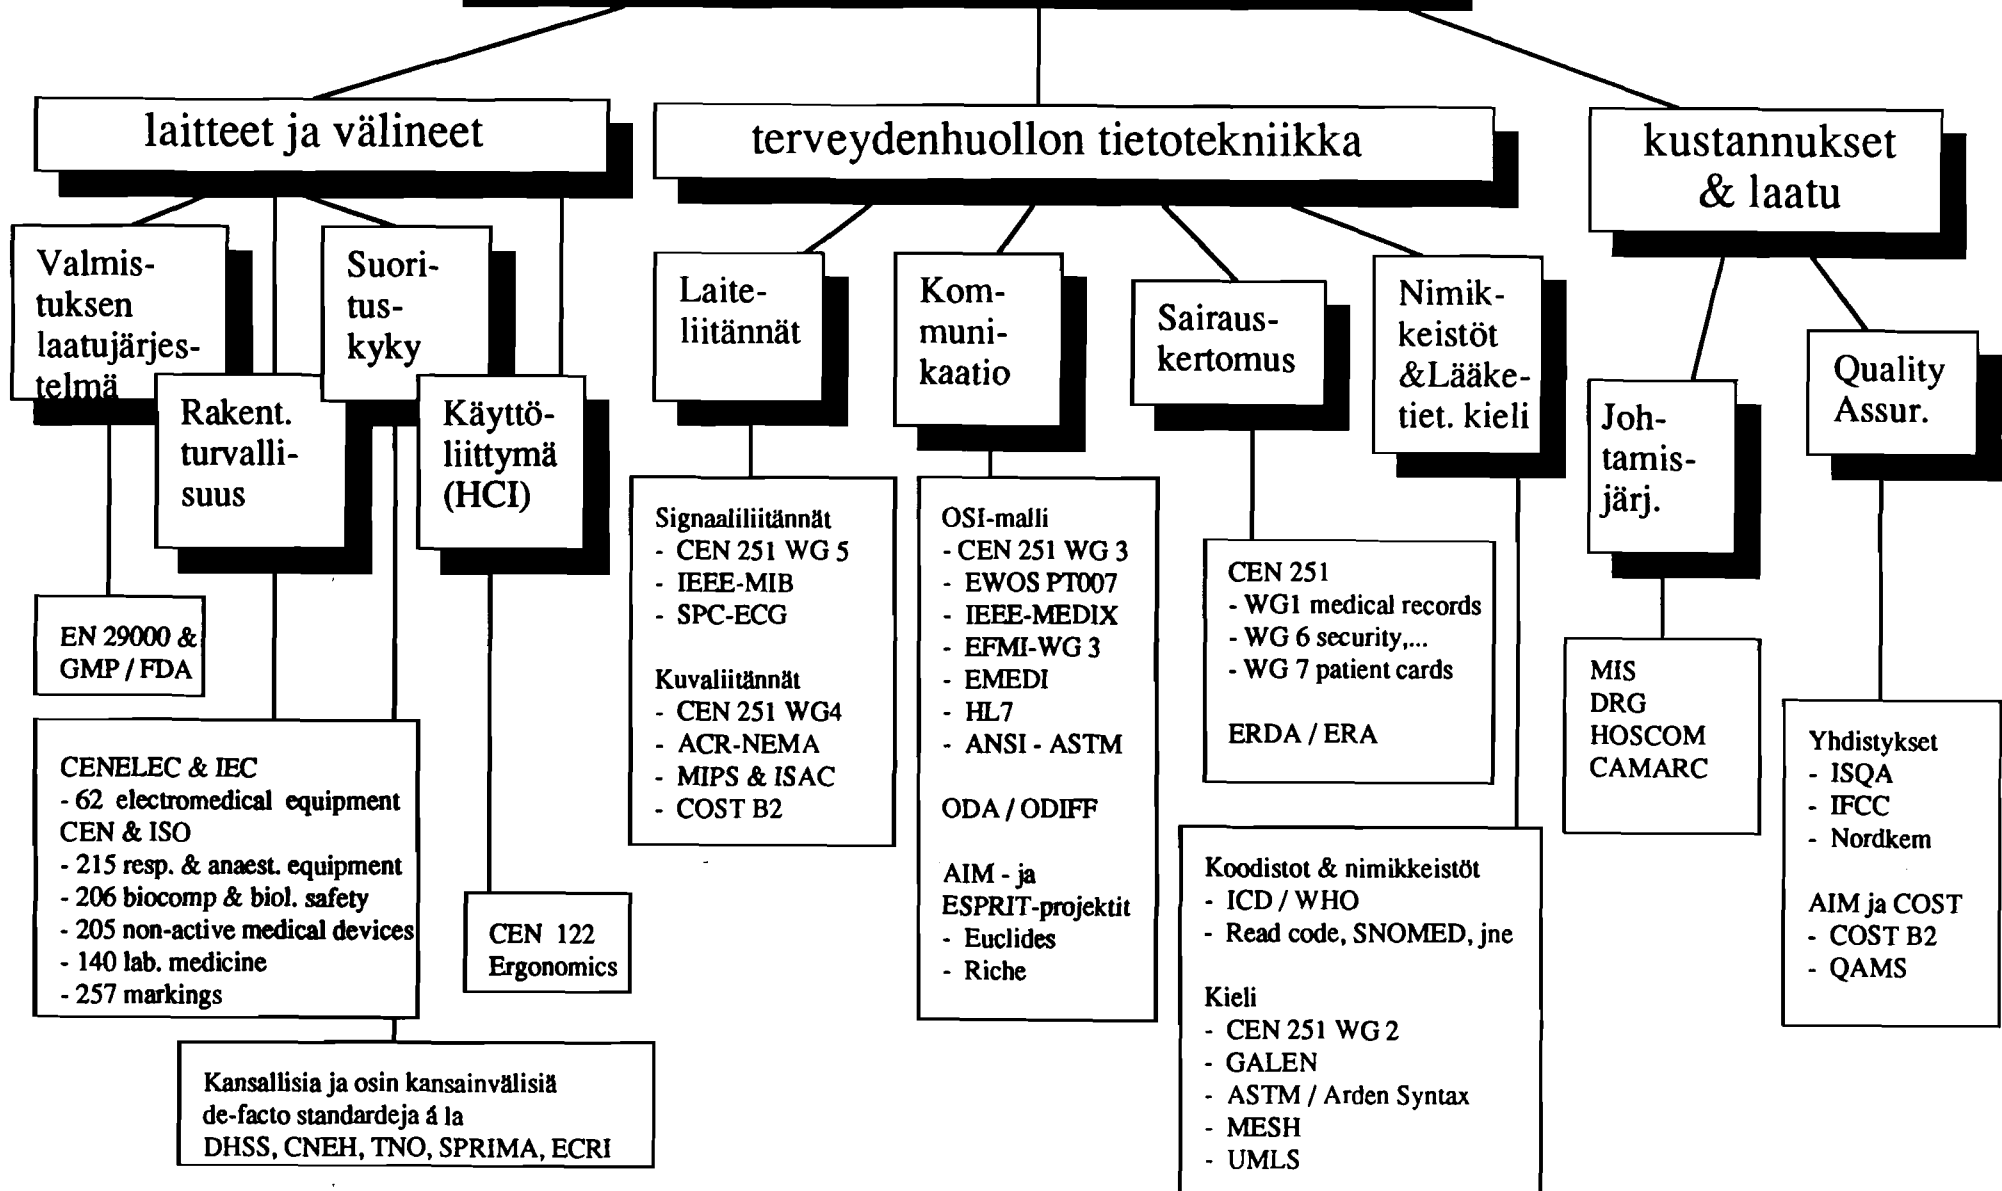 laitteet ja välineet
terveydenhuollon tietotekniikka
kustannukset
& laatu
Valmis-
tuksen
laatujärjes-
telmä
Suori-
tus-
kyky
Rakent.
turvalli-
suus
Käyttö-
liittymä
(HCI)
Laite-
liitännät
Kom-
muni-
kaatio
Sairaus-
kertomus
Nimik-
keistöt
&Lääke-
tiet. kieli
Joh-
tamis-
järj.
Quality
Assur.
EN 29000 &
GMP / FDA
CENELEC & IEC
- 62 electromedical equipment
CEN & ISO
- 215 resp. & anaest. equipment
- 206 biocomp & biol. safety
- 205 non-active medical devices
- 140 lab. medicine
- 257 markings
Kansallisia ja osin kansainvälisiä
de-facto standardeja á la
DHSS, CNEH, TNO, SPRIMA, ECRI
CEN 122
Ergonomics
Signaaliliitännät
- CEN 251 WG 5
- IEEE-MIB
- SPC-ECG
Kuvaliitännät
- CEN 251 WG4
- ACR-NEMA
- MIPS & ISAC
- COST B2
OSI-malli
- CEN 251 WG 3
- EWOS PT007
- IEEE-MEDIX
- EFMI-WG 3
- EMEDI
- HL7
- ANSI - ASTM
ODA / ODIFF
AIM - ja
ESPRIT-projektit
- Euclides
- Riche
CEN 251
- WG1 medical records
- WG 6 security,...
- WG 7 patient cards
ERDA / ERA
Koodistot & nimikkeistöt
- ICD / WHO
- Read code, SNOMED, jne
Kieli
- CEN 251 WG 2
- GALEN
- ASTM / Arden Syntax
- MESH
- UMLS
MIS
DRG
HOSCOM
CAMARC
Yhdistykset
- ISQA
- IFCC
- Nordkem
AIM ja COST
- COST B2
- QAMS